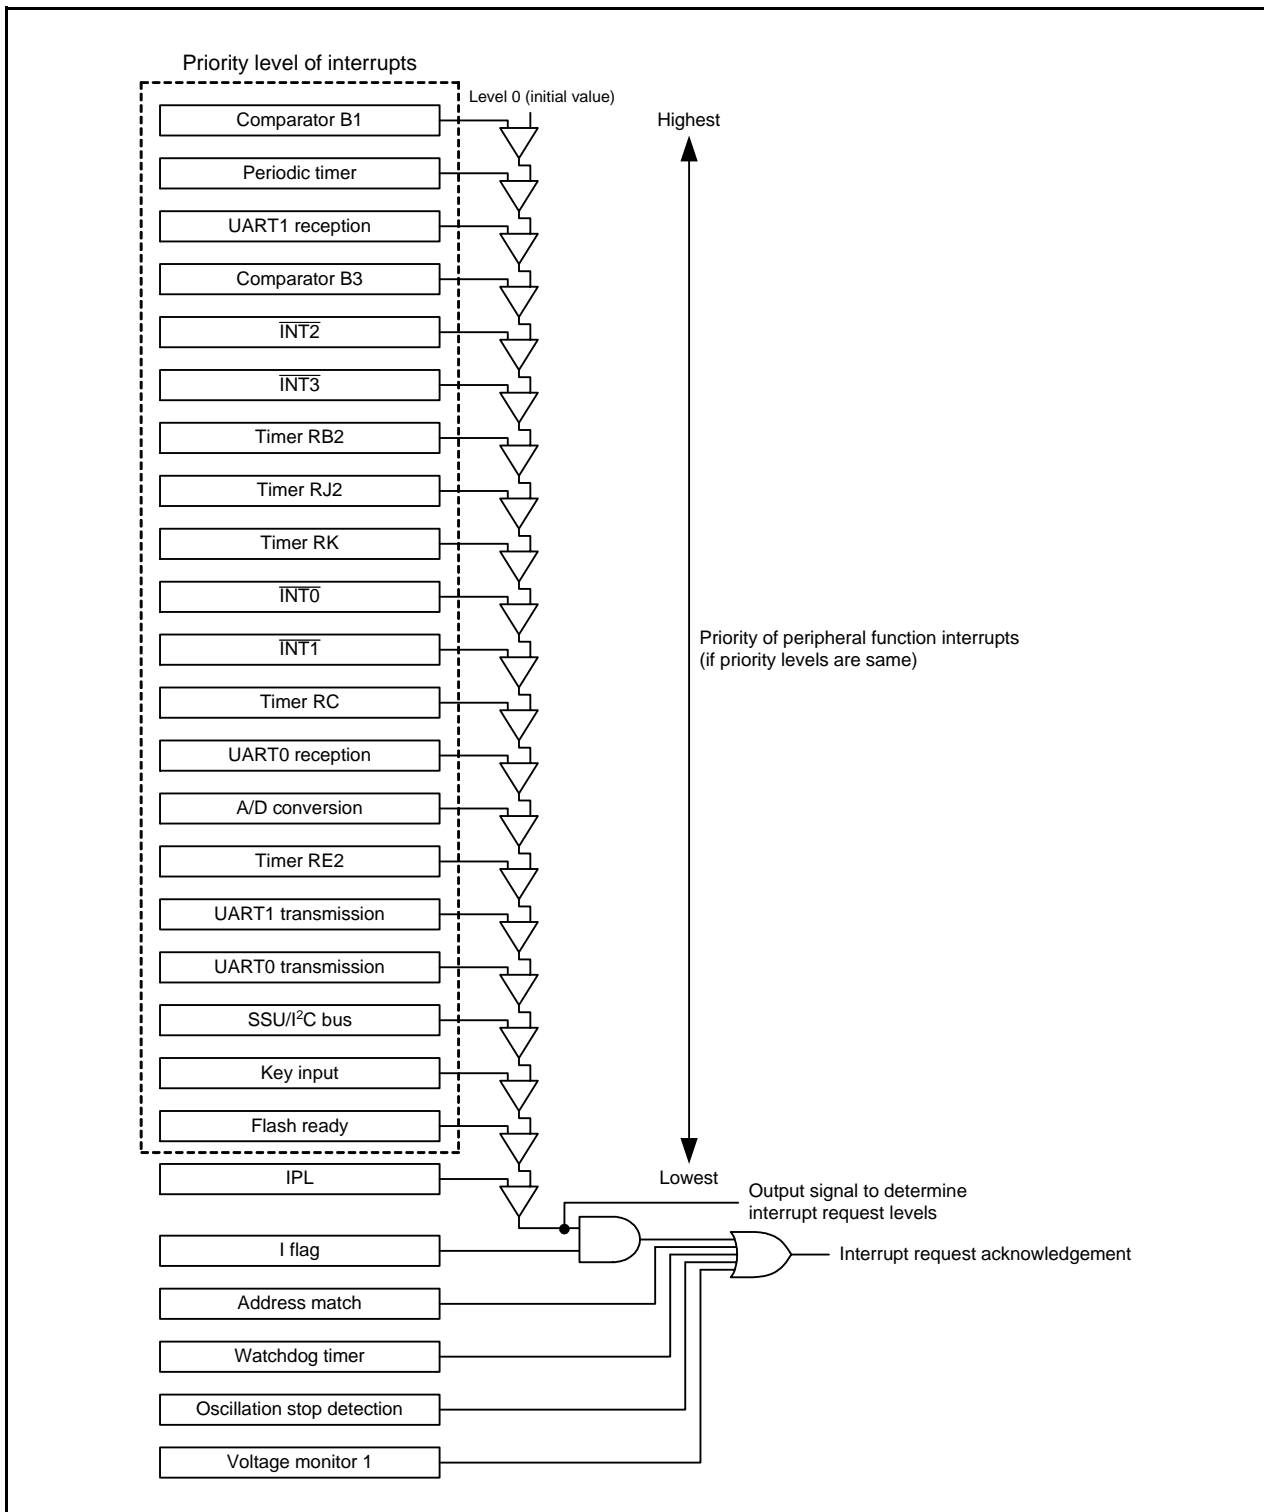 Priority level of interrupts
Level 0 (initial value)
Comparator B1
Highest
Periodic timer
UART1 reception
Comparator B3
INT2
INT3
Timer RB2
Timer RJ2
Timer RK
INT0
INT1
Priority of peripheral function interrupts
(if priority levels are same)
Timer RC
UART0 reception
A/D conversion
Timer RE2
UART1 transmission
UART0 transmission
SSU/I²C bus
Key input
Flash ready
IPL
Lowest
Output signal to determine
interrupt request levels
I flag
Interrupt request acknowledgement
Address match
Watchdog timer
Oscillation stop detection
Voltage monitor 1